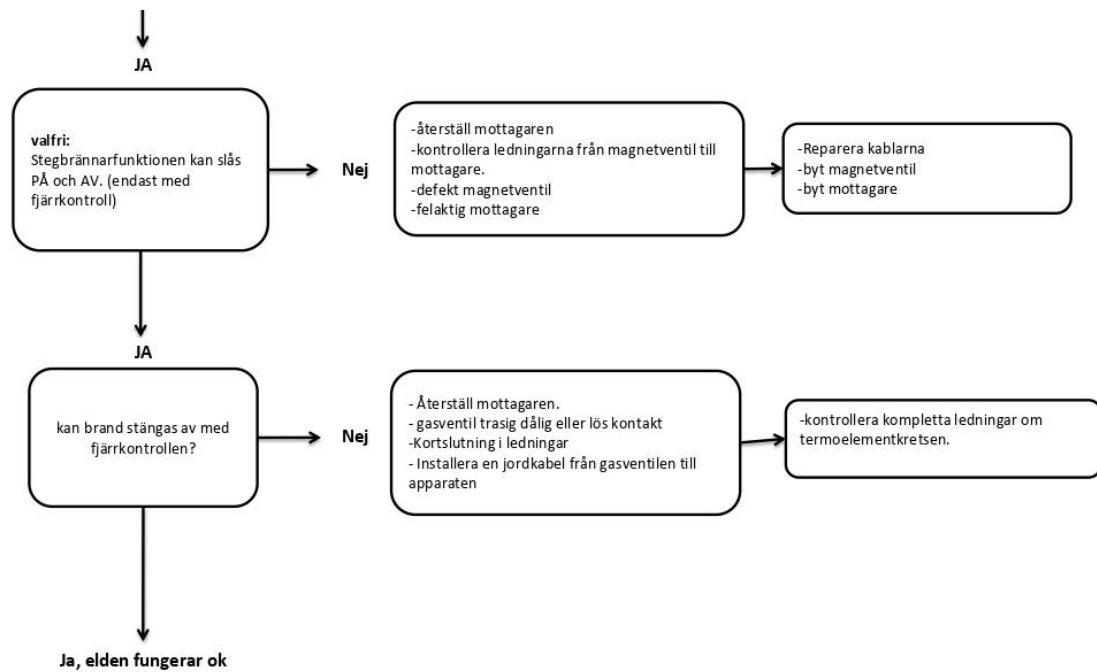 JA
valfri:
Stegbrännarfunktionen kan slås
PÅ och AV. (endast med
fjärrkontroll)
Nej
-återställ mottagaren
-kontrollera ledningarna från magnetventil till
mottagare.
-defekt magnetventil
-felaktig mottagare
-Reparera kablarna
-byt magnetventil
-byt mottagare
JA
kan brand stängas av med
fjärrkontrollen?
Nej
- Återställ mottagaren.
- gasventil trasig dålig eller lös kontakt
-Kortslutning i ledningar
- Installera en jordkabel från gasventilen till
apparaten
-kontrollera kompletta ledningar om
termoelementkretsen.
Ja, elden fungerar ok